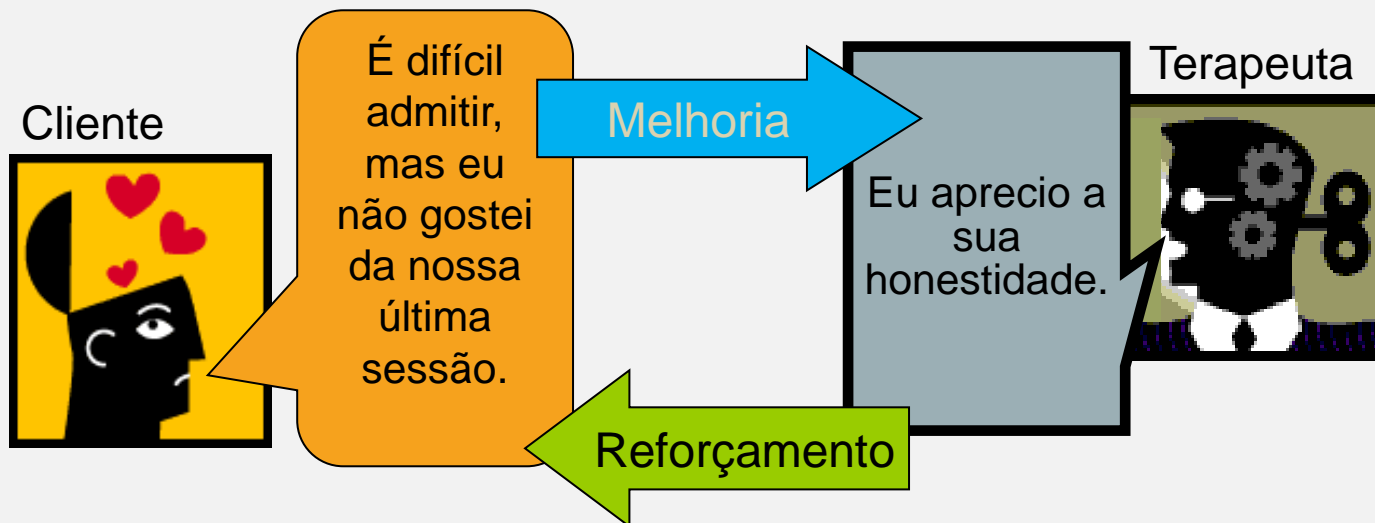 Cliente
É difícil
admitir,
mas eu
não gostei
da nossa
última
sessão.
Melhoria
Terapeuta
Eu aprecio a
sua
honestidade.
Reforçamento